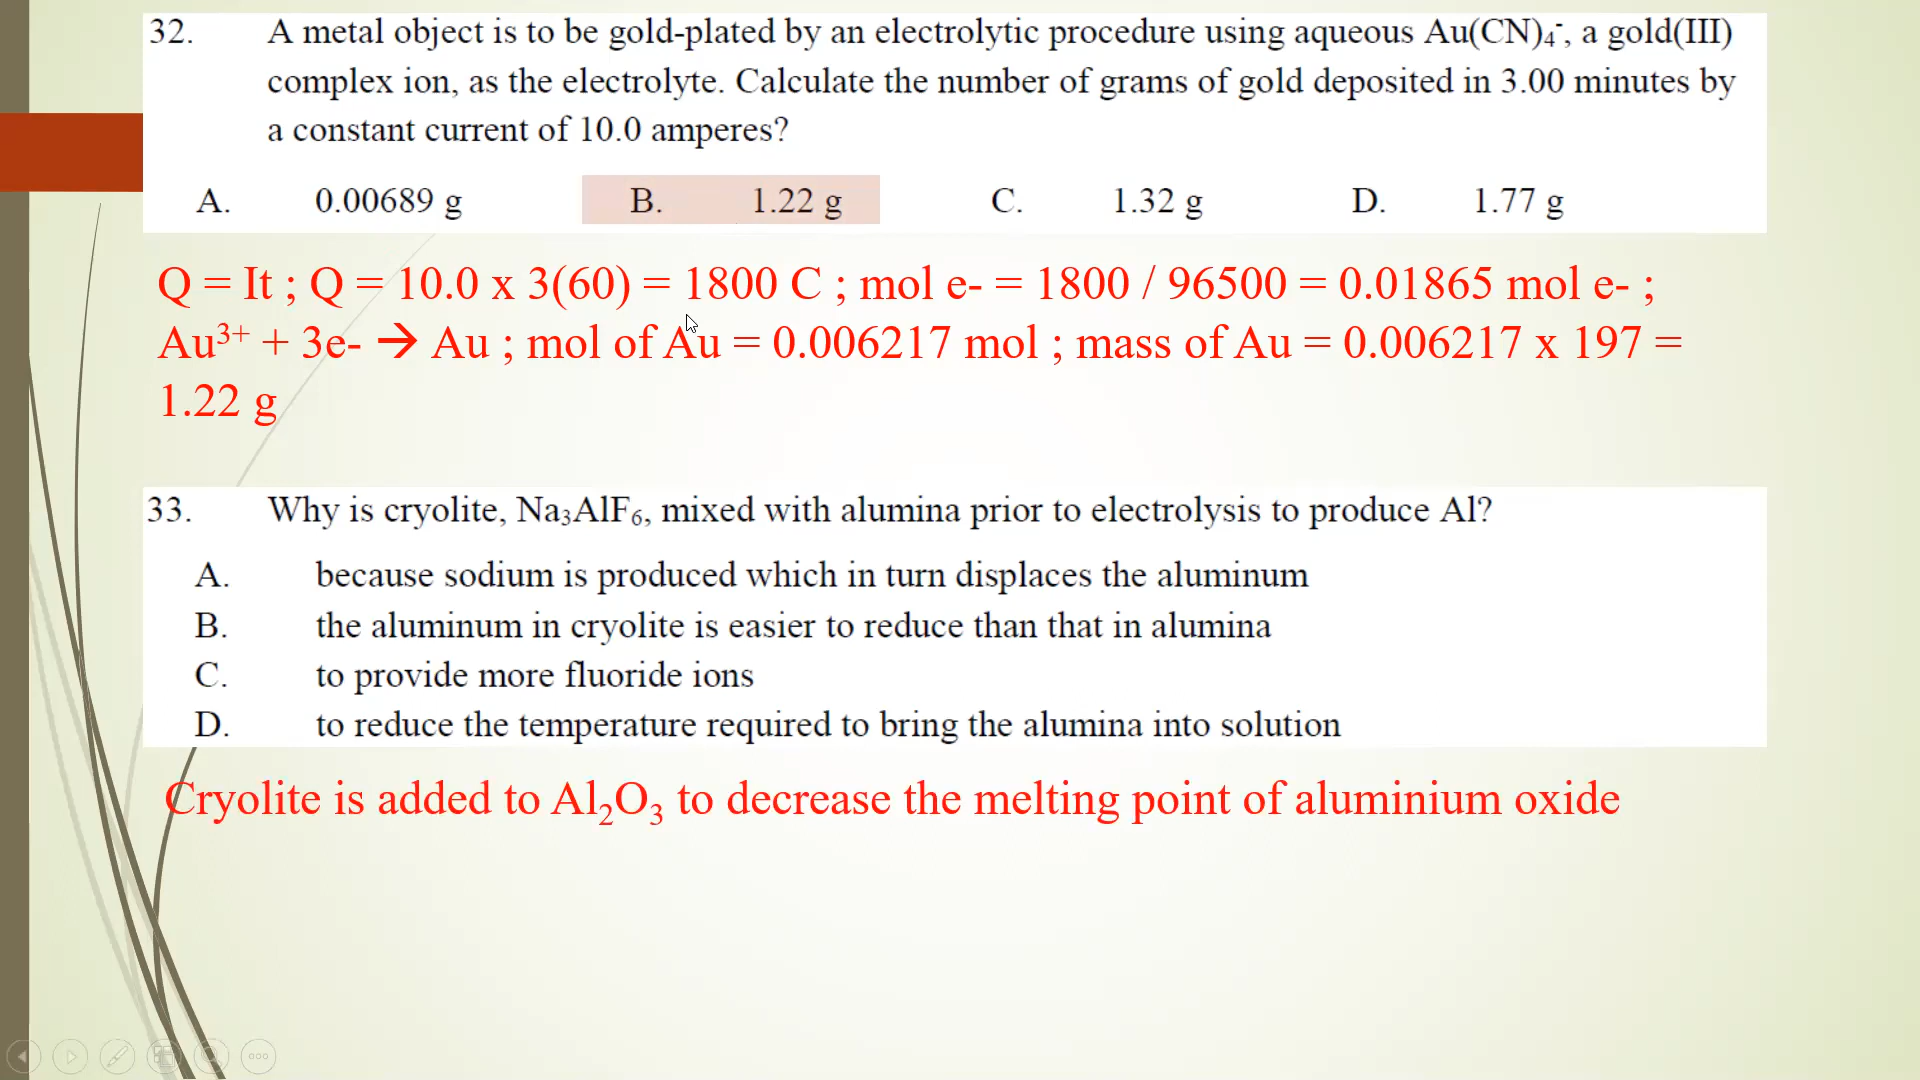 32. A metal object is to be gold-plated by an electrolytic procedure using aqueous Au(CN)₄⁻, a gold(III)
complex ion, as the electrolyte. Calculate the number of grams of gold deposited in 3.00 minutes by
a constant current of 10.0 amperes?
A. 0.00689 g B. 1.22 g C. 1.32 g D. 1.77 g
Q = It ; Q = 10.0 x 3(60) = 1800 C ; mol e- = 1800 / 96500 = 0.01865 mol e- ;
Au³⁺ + 3e- → Au ; mol of Au = 0.006217 mol ; mass of Au = 0.006217 x 197 =
1.22 g
33. Why is cryolite, Na₃AlF₆, mixed with alumina prior to electrolysis to produce Al?
A. because sodium is produced which in turn displaces the aluminum
B. the aluminum in cryolite is easier to reduce than that in alumina
C. to provide more fluoride ions
D. to reduce the temperature required to bring the alumina into solution
Cryolite is added to Al₂O₃ to decrease the melting point of aluminium oxide